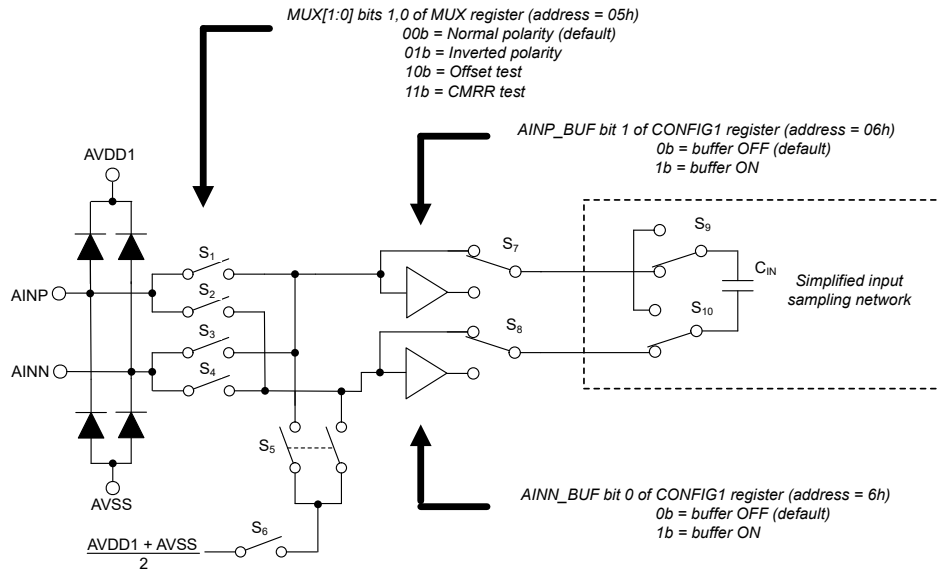 MUX[1:0] bits 1,0 of MUX register (address = 05h)
00b = Normal polarity (default)
01b = Inverted polarity
10b = Offset test
11b = CMRR test
AINP_BUF bit 1 of CONFIG1 register (address = 06h)
0b = buffer OFF (default)
1b = buffer ON
AVDD1
S1
S7
S9
CIN
Simplified input
sampling network
AINP
S2
S10
S3
S8
AINN
S4
S5
AVSS
AINN_BUF bit 0 of CONFIG1 register (address = 6h)
0b = buffer OFF (default)
1b = buffer ON
S6
AVDD1 + AVSS
2